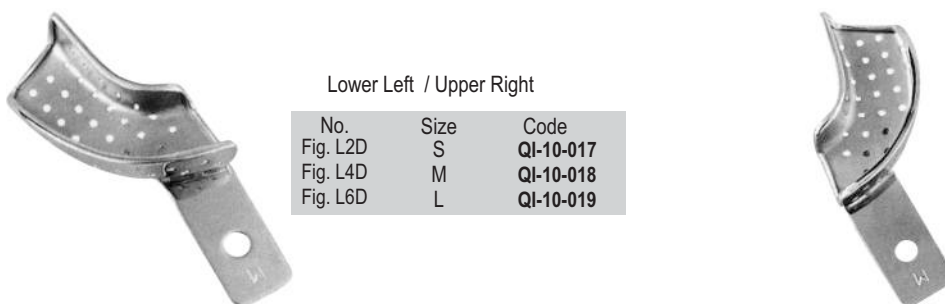 Lower Left / Upper Right
No. Size Code
Fig. L2D S QI-10-017
Fig. L4D M QI-10-018
Fig. L6D L QI-10-019
M
M